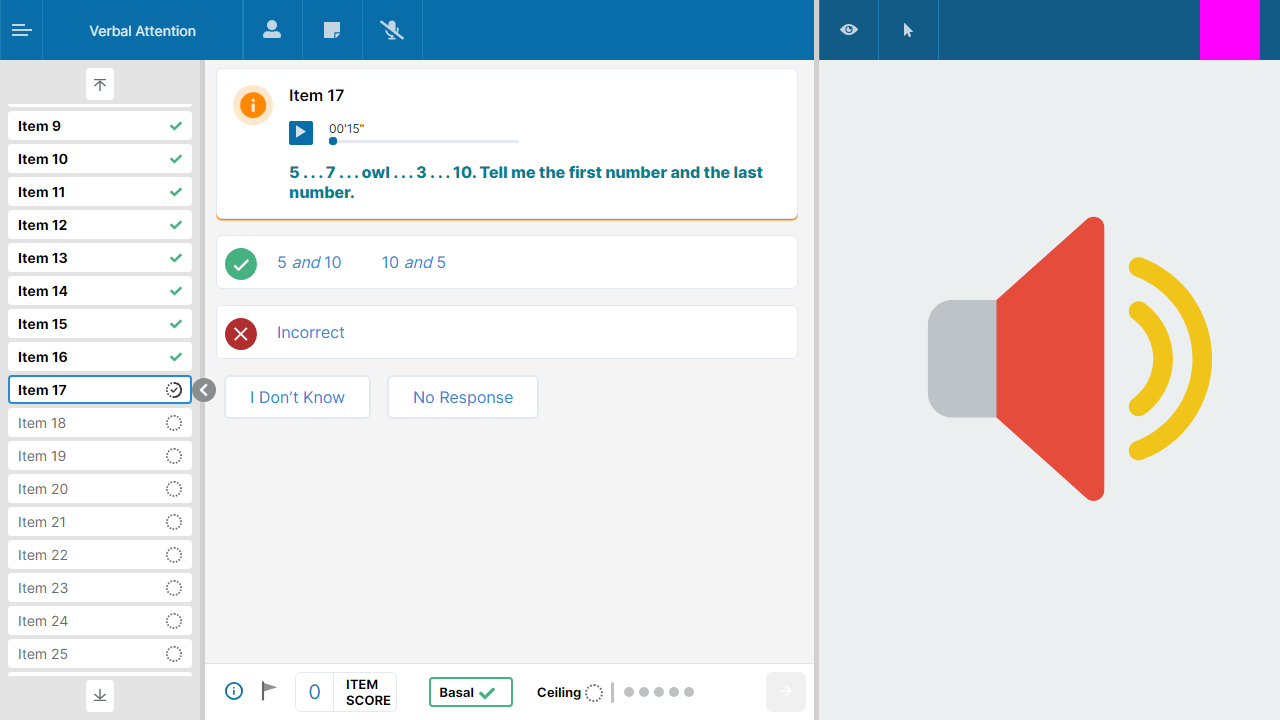 Verbal Attention
Item 9
Item 10
Item 11
Item 12
Item 13
Item 14
Item 15
Item 16
Item 17
Item 18
Item 19
Item 20
Item 21
Item 22
Item 23
Item 24
Item 25
Item 17
00'15"
5 . . . 7 . . . owl . . . 3 . . . 10. Tell me the first number and the last
number.
5 and 10 10 and 5
Incorrect
I Don’t Know No Response
0 ITEM
SCORE
Basal
Ceiling